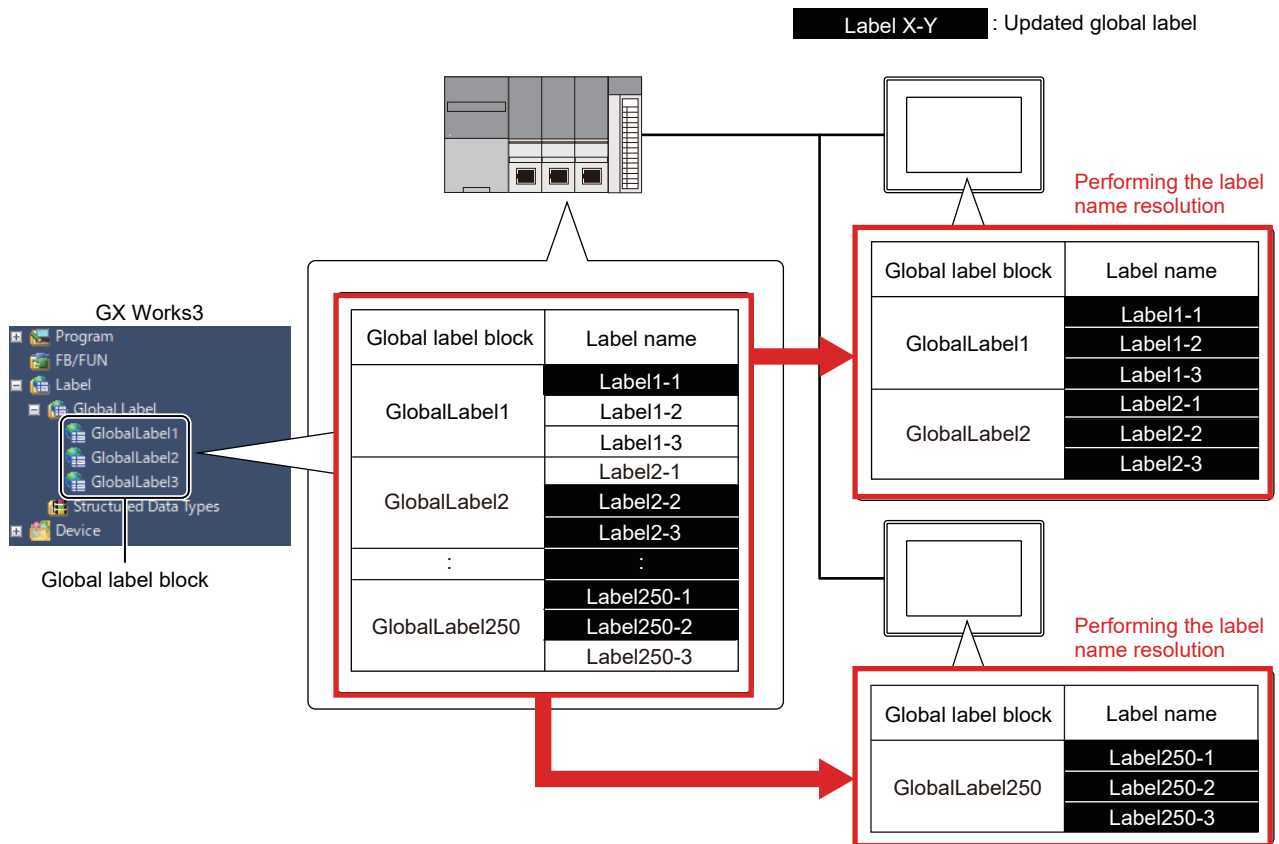 Label X-Y : Updated global label
Performing the label
name resolution
Global label block Label name
GlobalLabel1
Label1-1
Label1-2
Label1-3
GlobalLabel2
Label2-1
Label2-2
Label2-3
GX Works3
Program
FB/FUN
Label
Global Label
GlobalLabel1
GlobalLabel2
GlobalLabel3
Structured Data Types
Device
Global label block
Global label block Label name
GlobalLabel1
Label1-1
Label1-2
Label1-3
GlobalLabel2
Label2-1
Label2-2
Label2-3
: :
GlobalLabel250
Label250-1
Label250-2
Label250-3
Performing the label
name resolution
Global label block Label name
GlobalLabel250
Label250-1
Label250-2
Label250-3